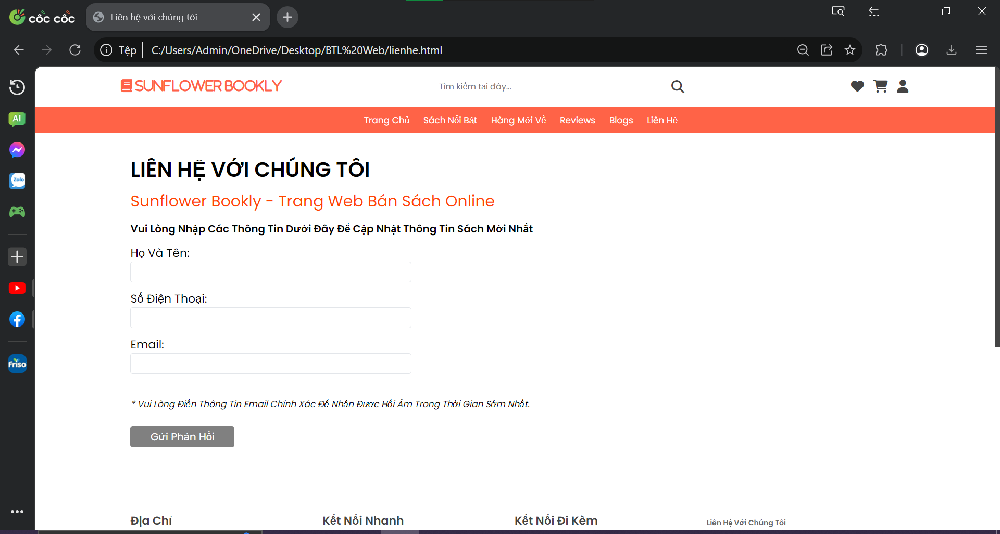 cốc cốc
Liên hệ với chúng tôi
Tệp
C:/Users/Admin/OneDrive/Desktop/BTL%20Web/lienhe.html
AI
Zalo
Friso
SUNFLOWER BOOKLY
Tìm kiếm tại đây...
Trang Chủ Sách Nổi Bật Hàng Mới Về Reviews Blogs Liên Hệ
LIÊN HỆ VỚI CHÚNG TÔI
Sunflower Bookly - Trang Web Bán Sách Online
Vui Lòng Nhập Các Thông Tin Dưới Đây Để Cập Nhật Thông Tin Sách Mới Nhất
Họ Và Tên:
Số Điện Thoại:
Email:
* Vui Lòng Điền Thông Tin Email Chính Xác Để Nhận Được Hồi Âm Trong Thời Gian Sớm Nhất.
Gửi Phản Hồi
Địa Chỉ Kết Nối Nhanh Kết Nối Đi Kèm Liên Hệ Với Chúng Tôi